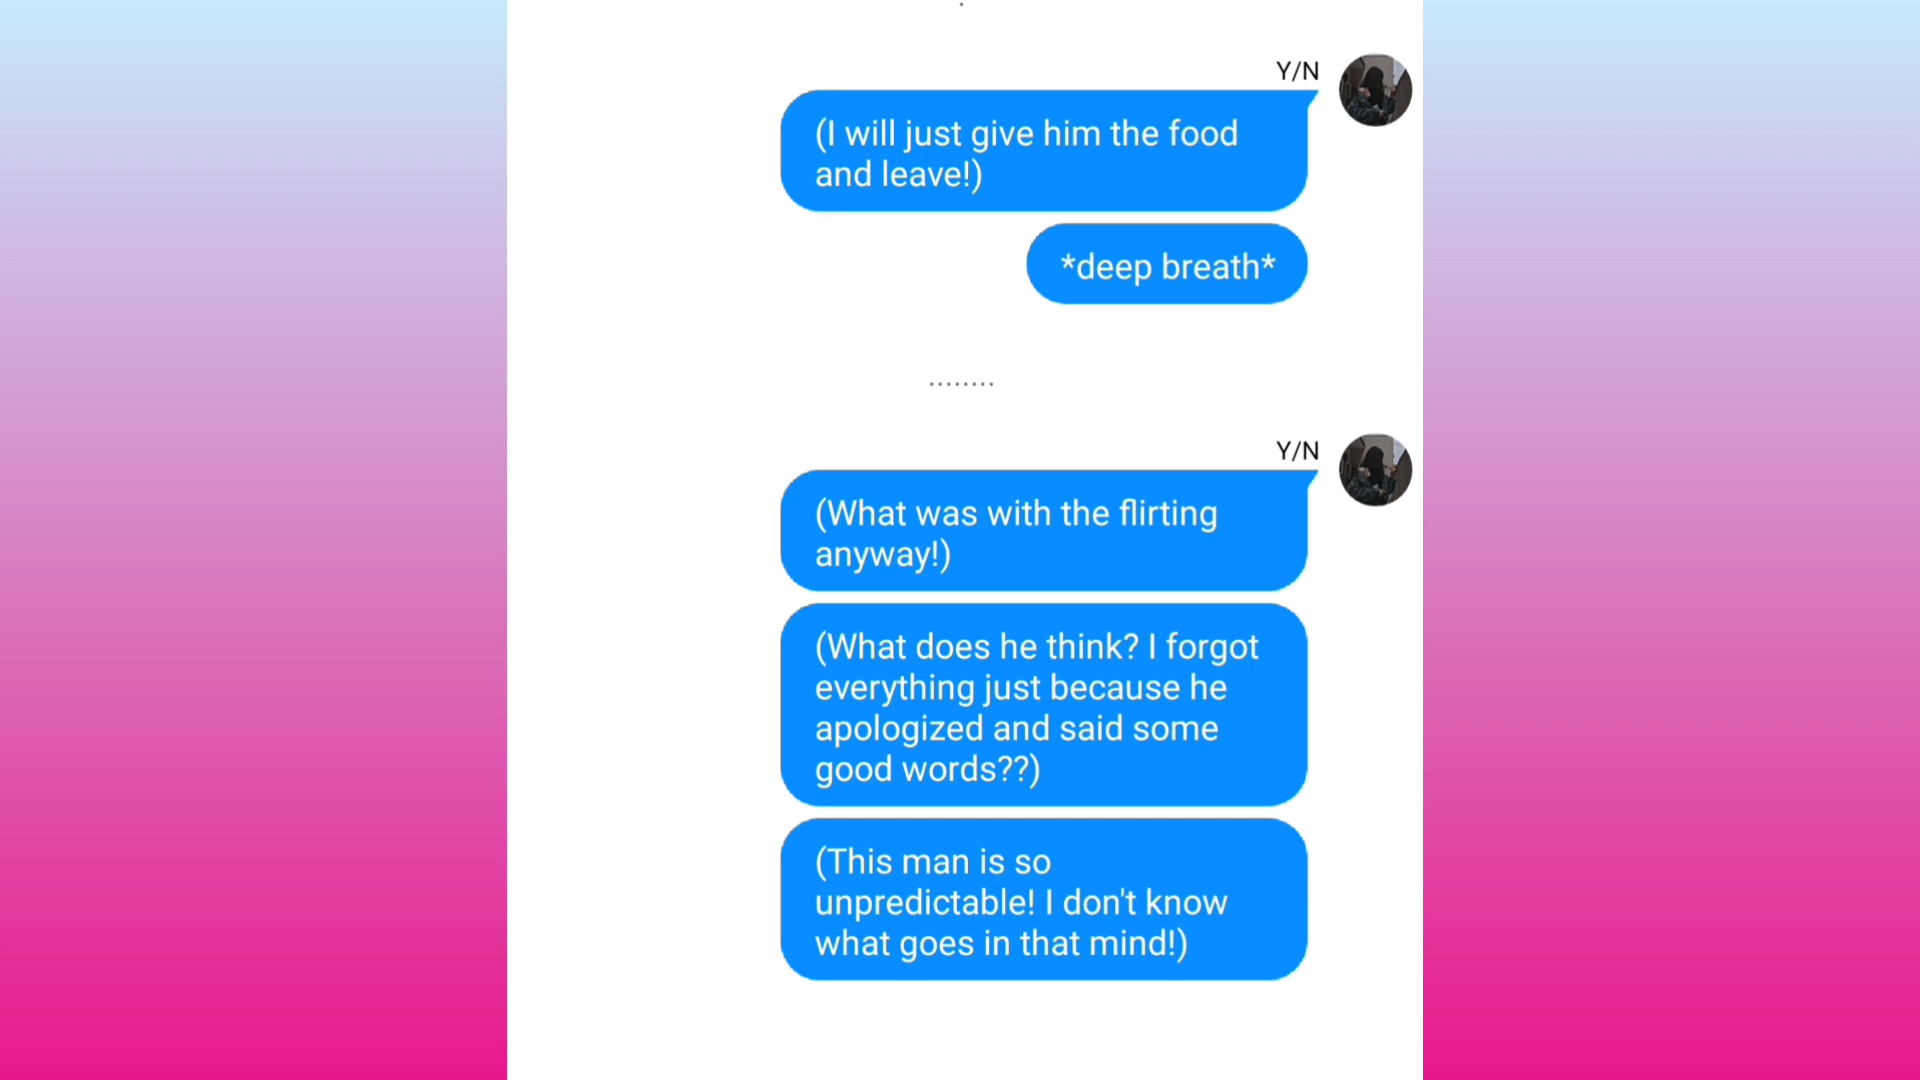 Y/N
(I will just give him the food
and leave!)
*deep breath*
........
Y/N
(What was with the flirting
anyway!)
(What does he think? I forgot
everything just because he
apologized and said some
good words??)
(This man is so
unpredictable! I don't know
what goes in that mind!)